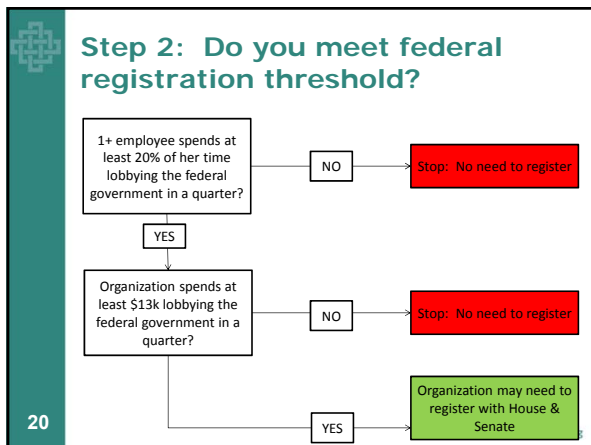 Step 2: Do you meet federal
registration threshold?
1+ employee spends at
least 20% of her time
lobbying the federal
government in a quarter?
NO
Stop: No need to register
YES
Organization spends at
least $13k lobbying the
federal government in a
quarter?
NO
Stop: No need to register
Organization may need to
register with House &
Senate
YES
20